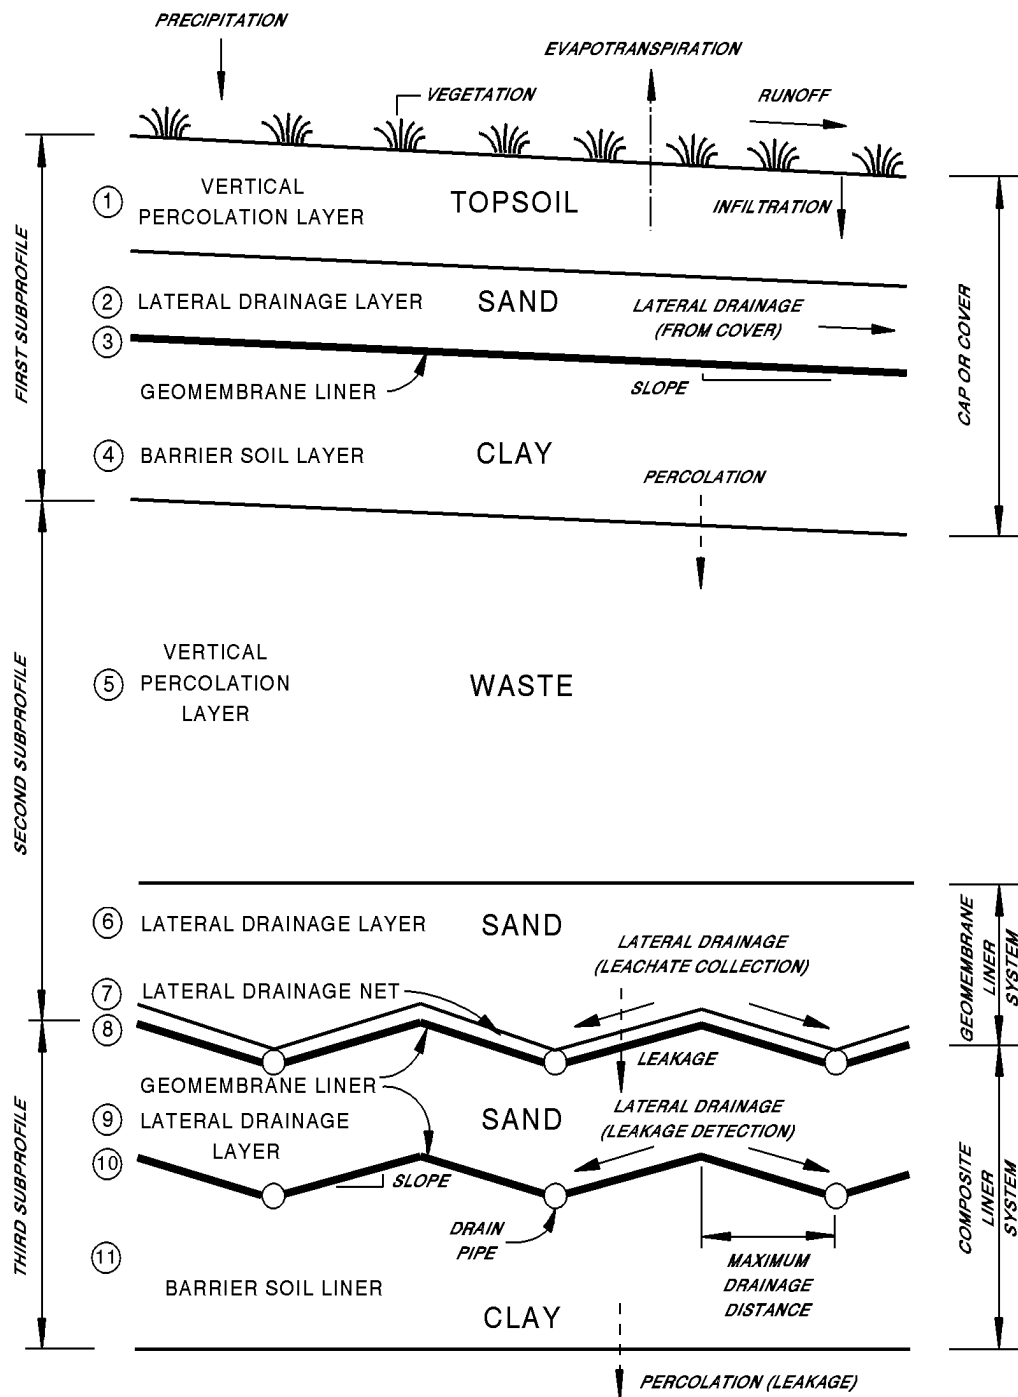 PRECIPITATION
EVAPOTRANSPIRATION
VEGETATION
RUNOFF
1
VERTICAL
PERCOLATION LAYER
TOPSOIL
INFILTRATION
2
LATERAL DRAINAGE LAYER
SAND
LATERAL DRAINAGE
(FROM COVER)
3
GEOMEMBRANE LINER
SLOPE
4
BARRIER SOIL LAYER
CLAY
PERCOLATION
FIRST SUBPROFILE
CAP OR COVER
5
VERTICAL
PERCOLATION
LAYER
WASTE
SECOND SUBPROFILE
6
LATERAL DRAINAGE LAYER
SAND
LATERAL DRAINAGE
(LEACHATE COLLECTION)
7
LATERAL DRAINAGE NET
8
LEAKAGE
GEOMEMBRANE LINER
GEOMEMBRANE
LINER
SYSTEM
9
LATERAL DRAINAGE
LAYER
SAND
LATERAL DRAINAGE
(LEAKAGE DETECTION)
10
SLOPE
DRAIN
PIPE
MAXIMUM
DRAINAGE
DISTANCE
11
BARRIER SOIL LINER
CLAY
THIRD SUBPROFILE
COMPOSITE
LINER
SYSTEM
PERCOLATION (LEAKAGE)